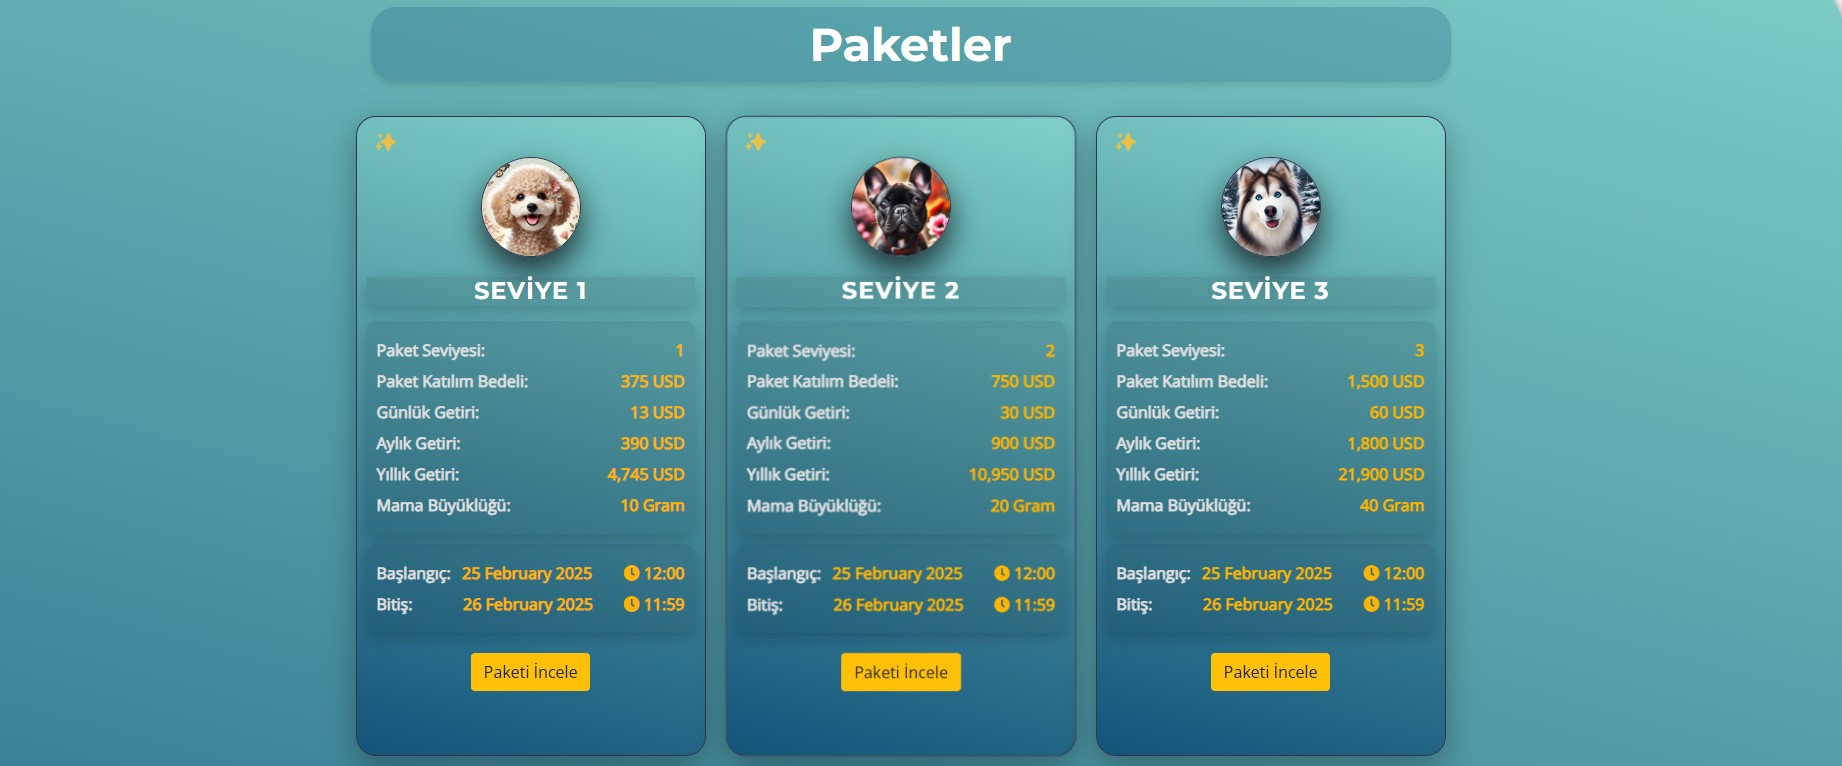 Paketler
SEVİYE 1
Paket Seviyesi: 1
Paket Katılım Bedeli: 375 USD
Günlük Getiri: 13 USD
Aylık Getiri: 390 USD
Yıllık Getiri: 4,745 USD
Mama Büyüklüğü: 10 Gram
Başlangıç: 25 February 2025 12:00
Bitiş: 26 February 2025 11:59
Paketi İncele
SEVİYE 2
Paket Seviyesi: 2
Paket Katılım Bedeli: 750 USD
Günlük Getiri: 30 USD
Aylık Getiri: 900 USD
Yıllık Getiri: 10,950 USD
Mama Büyüklüğü: 20 Gram
Başlangıç: 25 February 2025 12:00
Bitiş: 26 February 2025 11:59
Paketi İncele
SEVİYE 3
Paket Seviyesi: 3
Paket Katılım Bedeli: 1,500 USD
Günlük Getiri: 60 USD
Aylık Getiri: 1,800 USD
Yıllık Getiri: 21,900 USD
Mama Büyüklüğü: 40 Gram
Başlangıç: 25 February 2025 12:00
Bitiş: 26 February 2025 11:59
Paketi İncele